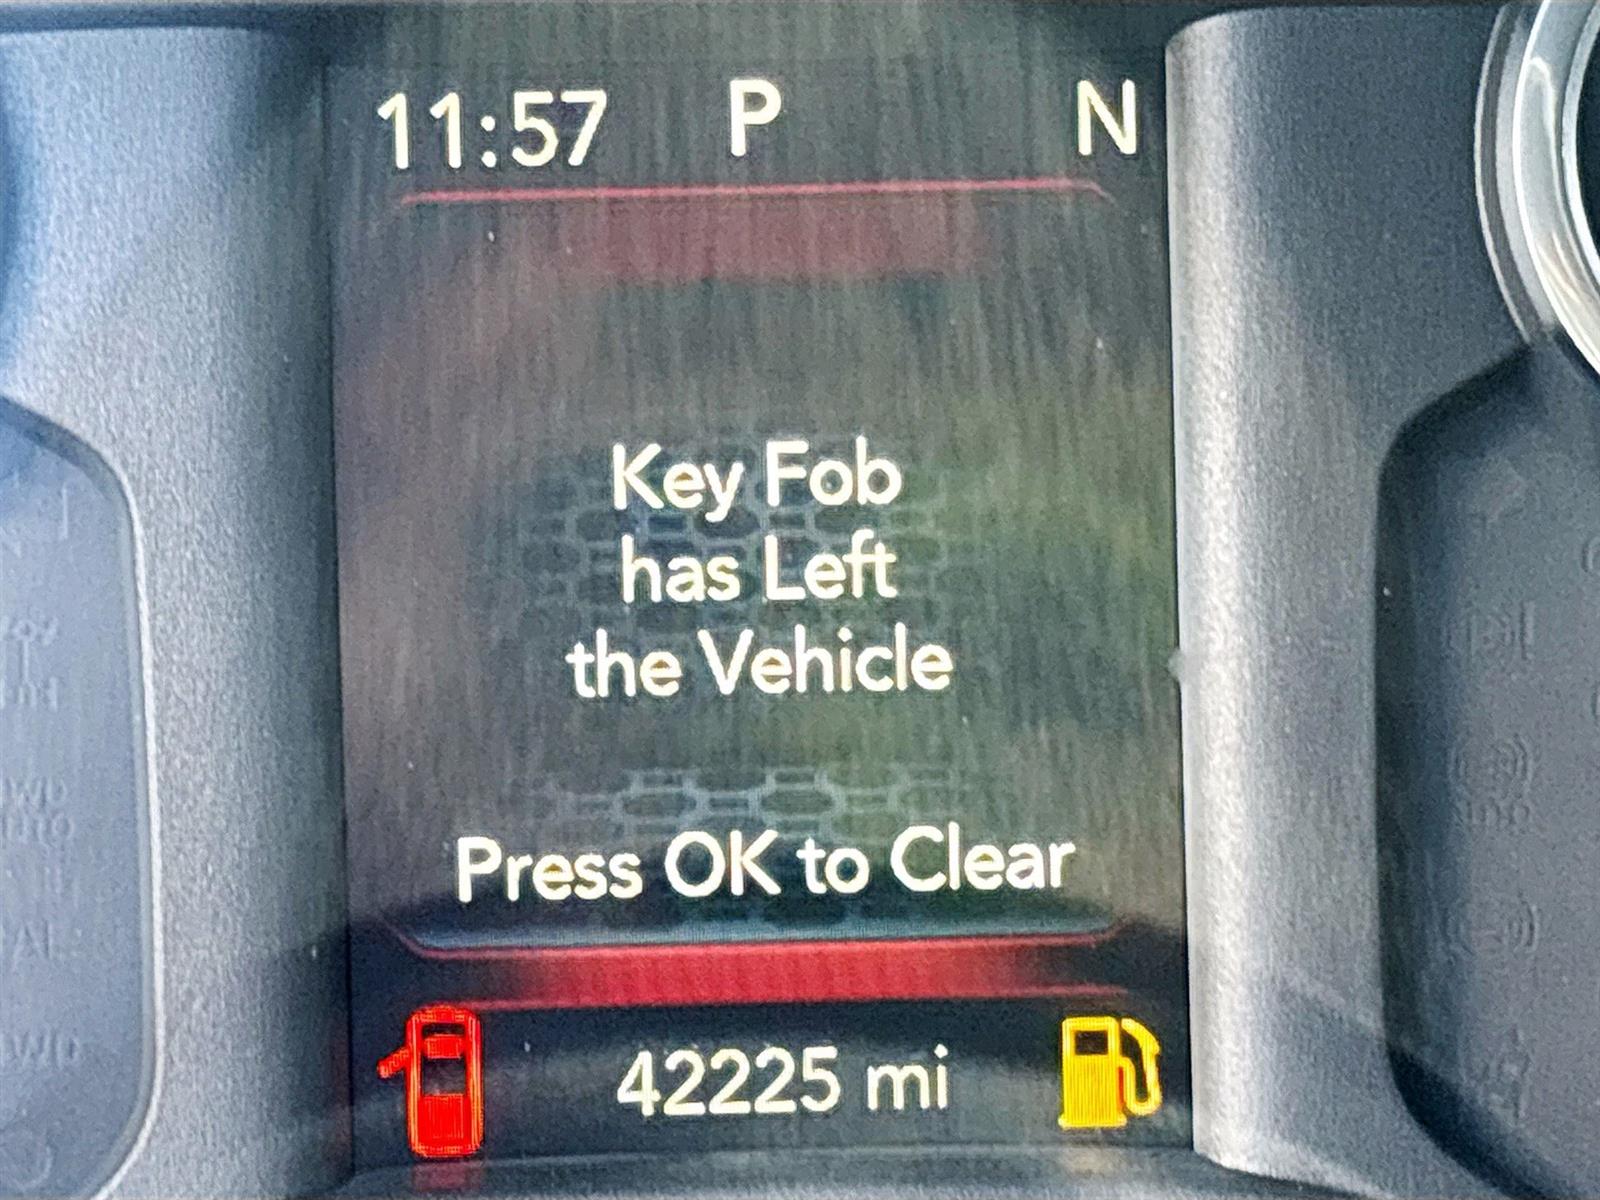 11:57 P N
Key Fob
has Left
the Vehicle
Press OK to Clear
42225 mi